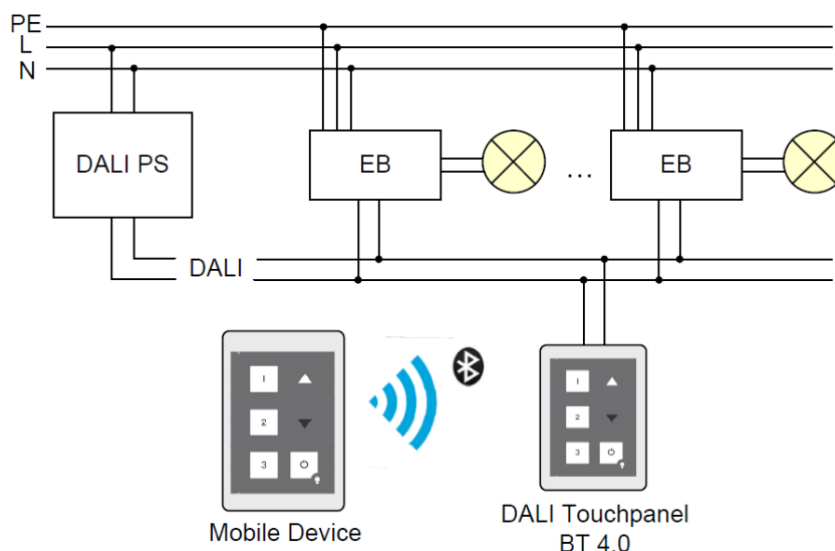 PE
L
N
DALI PS
EB
...
EB
DALI
1
2
3
1
2
3
Mobile Device
DALI Touchpanel
BT 4.0